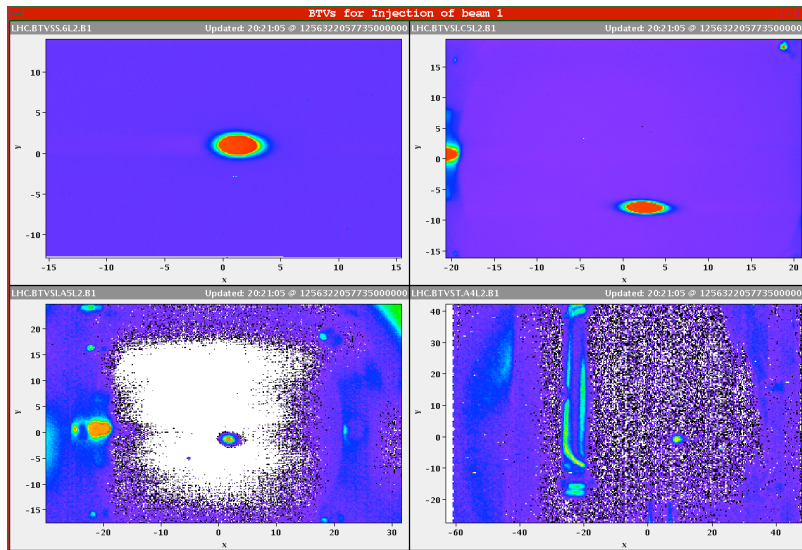 BTVs for Injection of beam 1
LHC.BTVSS.6L2.B1 Updated: 20:21:05 @ 1256322057735000000
10
5
0
-5
-10
-15 -10 -5 0 5 10 15
y
x
LHC.BTVSI.C5L2.B1 Updated: 20:21:05 @ 1256322057735000000
15
10
5
0
-5
-10
-15
-20 -15 -10 -5 0 5 10 15 20
y
x
LHC.BTVSI.A5L2.B1 Updated: 20:21:05 @ 1256322057735000000
20
15
10
5
0
-5
-10
-15
-20 -10 0 10 20 30
y
x
LHC.BTVST.A4L2.B1 Updated: 20:21:05 @ 1256322057735000000
40
30
20
10
0
-10
-20
-60 -40 -20 0 20 40
y
x